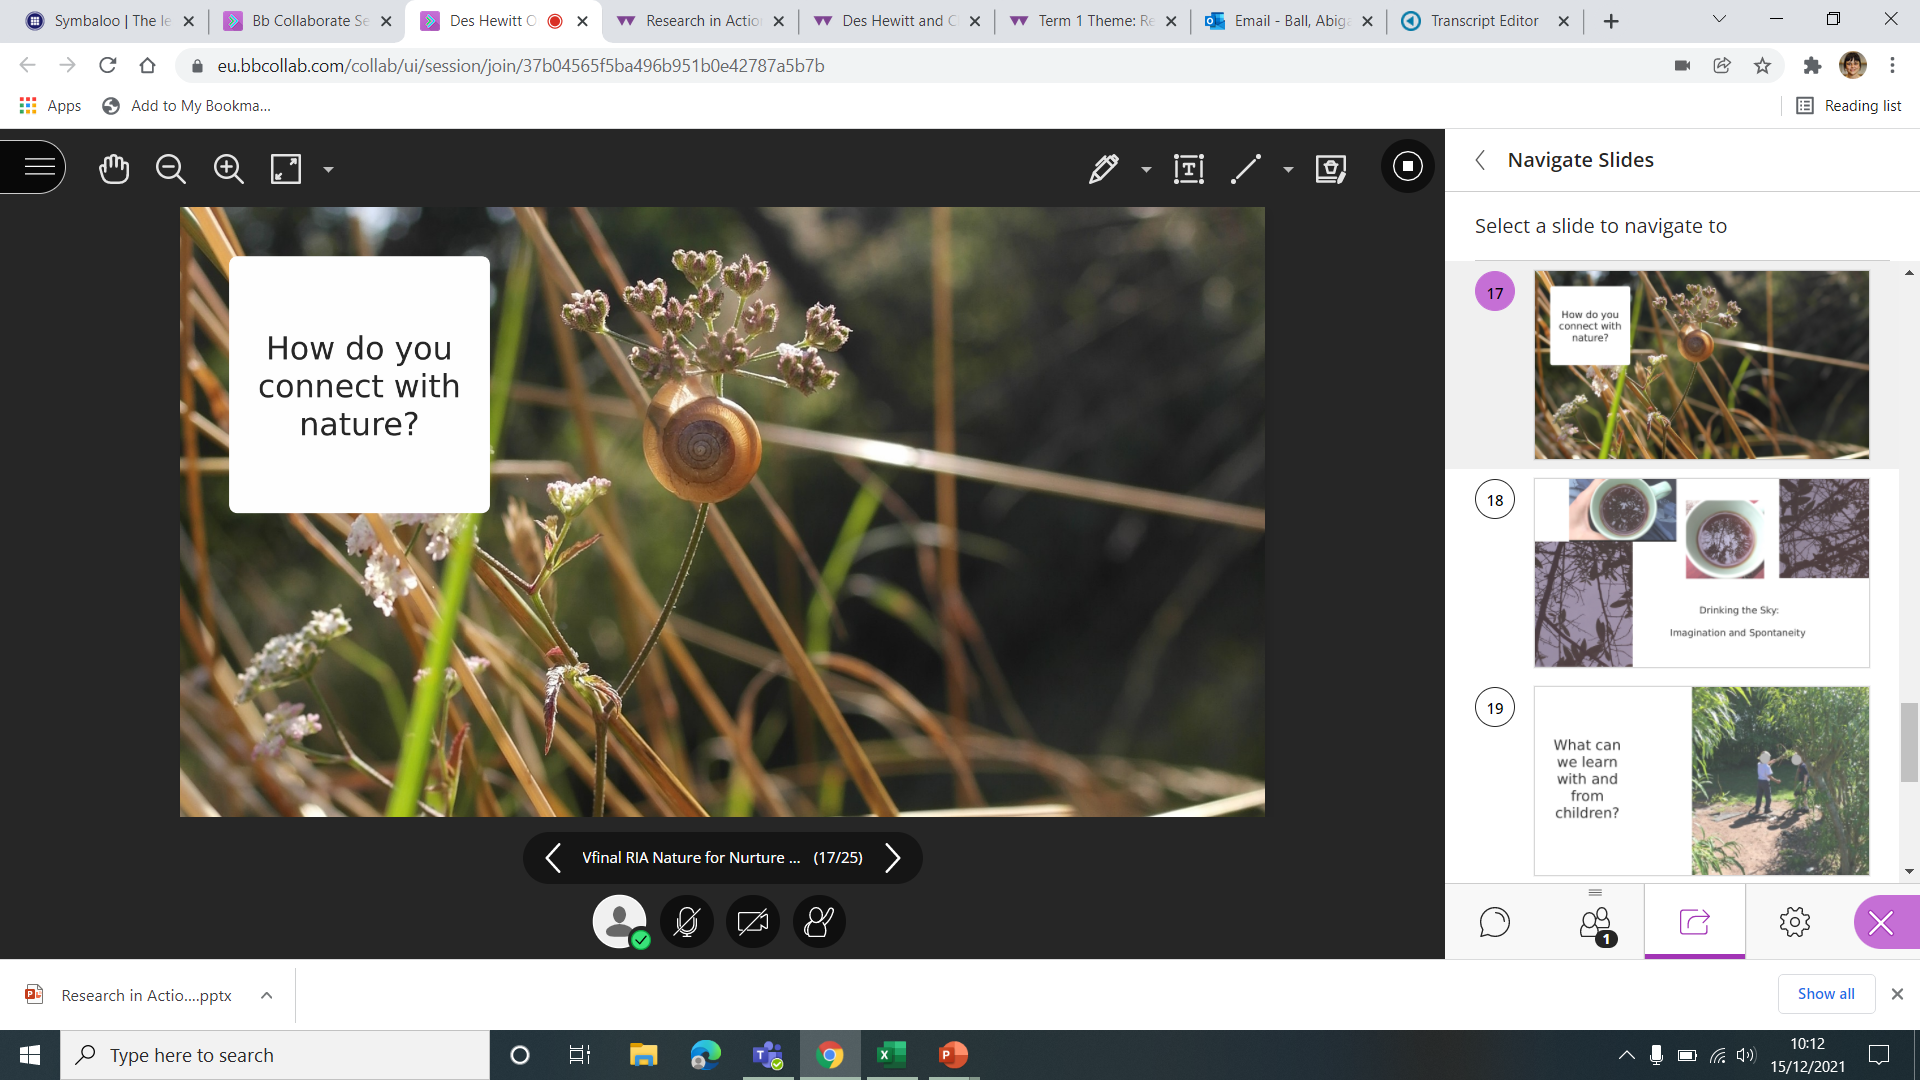 Symbaloo | The le
Bb Collaborate Se
Des Hewitt O
Research in Actio
Des Hewitt and C
Term 1 Theme: Re
Email - Ball, Abiga
Transcript Editor
eu.bbcollab.com/collab/ui/session/join/37b04565f5ba496b951b0e42787a5b7b
Apps
Add to My Bookma...
Reading list
How do you
connect with
nature?
Vfinal RIA Nature for Nurture ... (17/25)
Navigate Slides
Select a slide to navigate to
17
How do you
connect with
nature?
18
Drinking the Sky:
Imagination and Spontaneity
19
What can
we learn
with and
from
children?
1
Research in Actio....pptx
Show all
Type here to search
10:12
15/12/2021